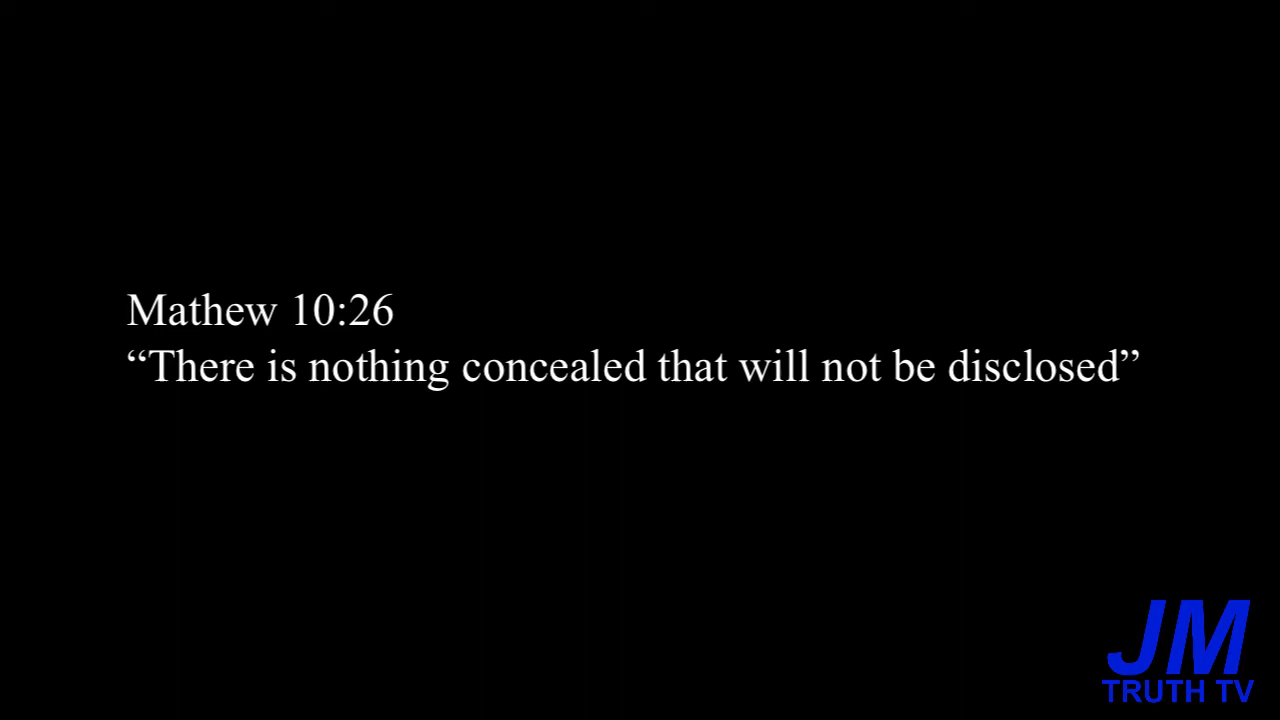 Mathew 10:26
“There is nothing concealed that will not be disclosed”
JM
TRUTH TV